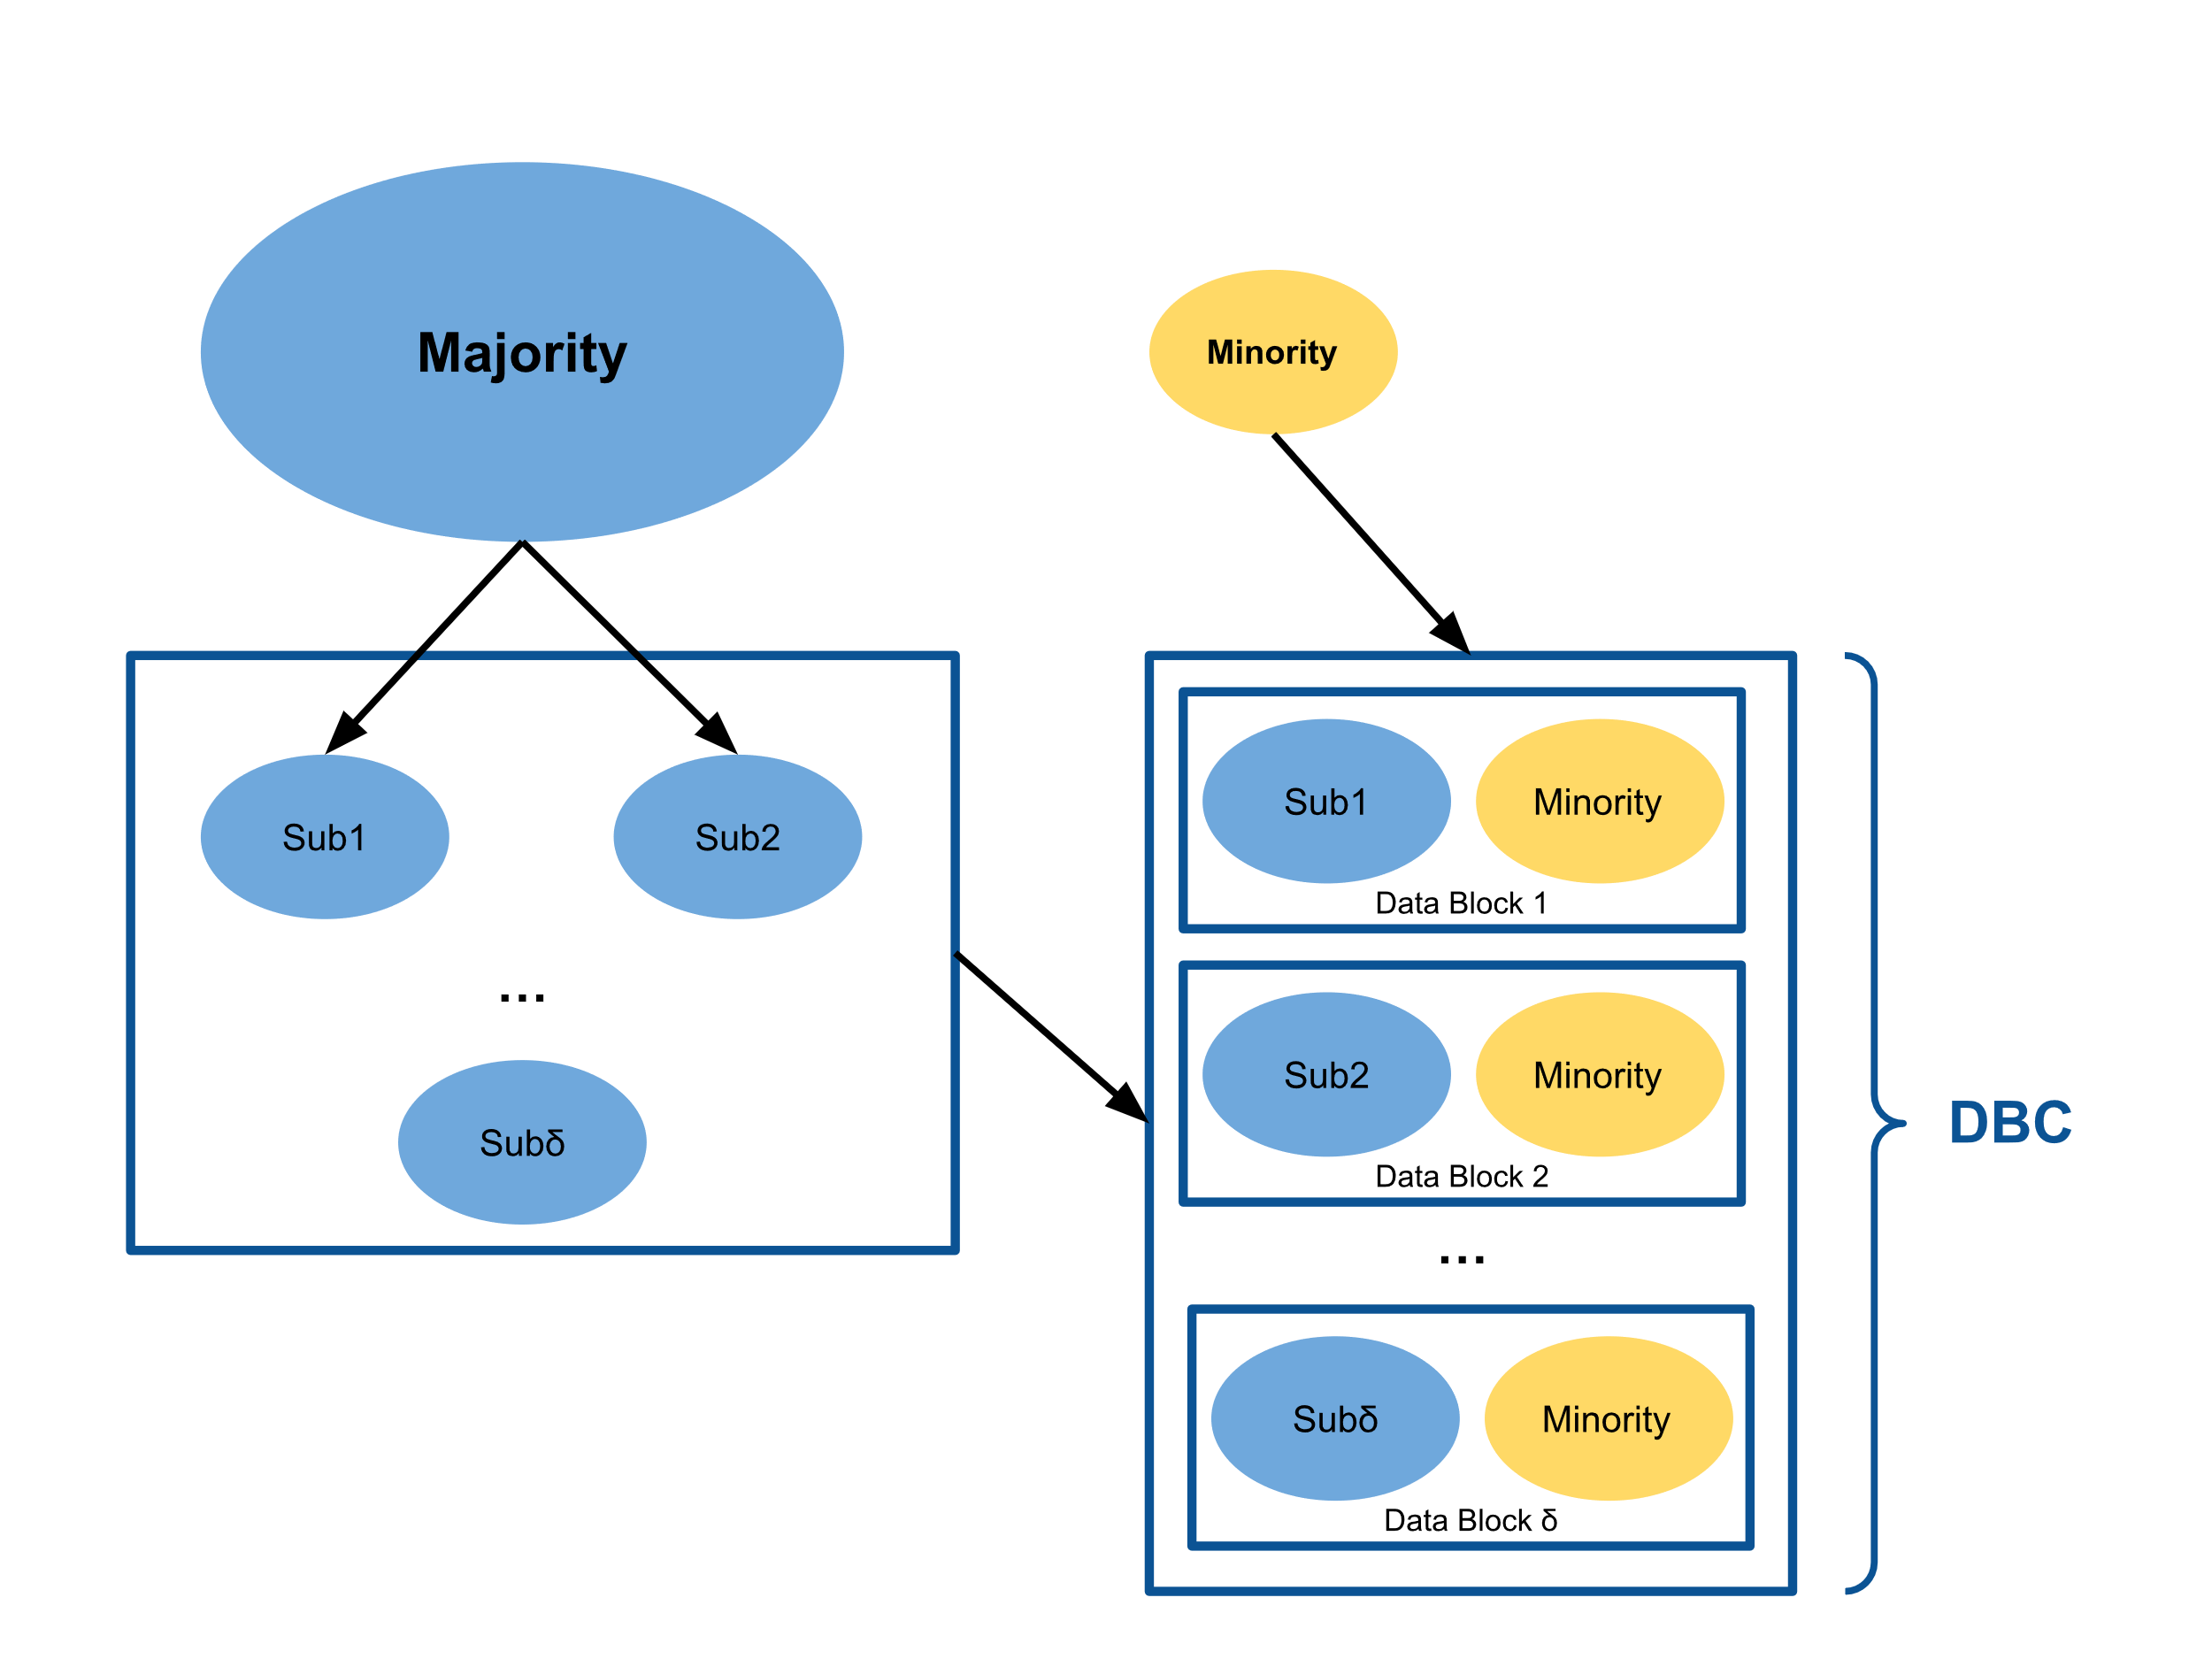 Majority
Minority
Sub1
Sub2
...
Subδ
Sub1
Minority
Data Block 1
Sub2
Minority
Data Block 2
...
Subδ
Minority
Data Block δ
DBC